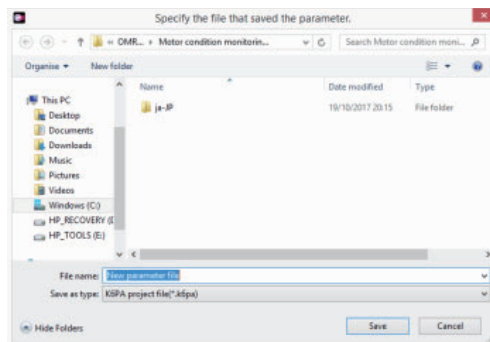 Specify the file that saved the parameter.
« OMR... ▸ Motor condition monitorin...
Search Motor condition moni...
Organise ▾ New folder
Name Date modified Type
This PC
Desktop
Documents
Downloads
Music
Pictures
Videos
Windows (C:)
HP_RECOVERY (D
HP_TOOLS (E:)
ja-JP 19/10/2017 20:15 File folder
File name: New parameter file
Save as type: K6PA project file(*.k6pa)
Hide Folders Save Cancel